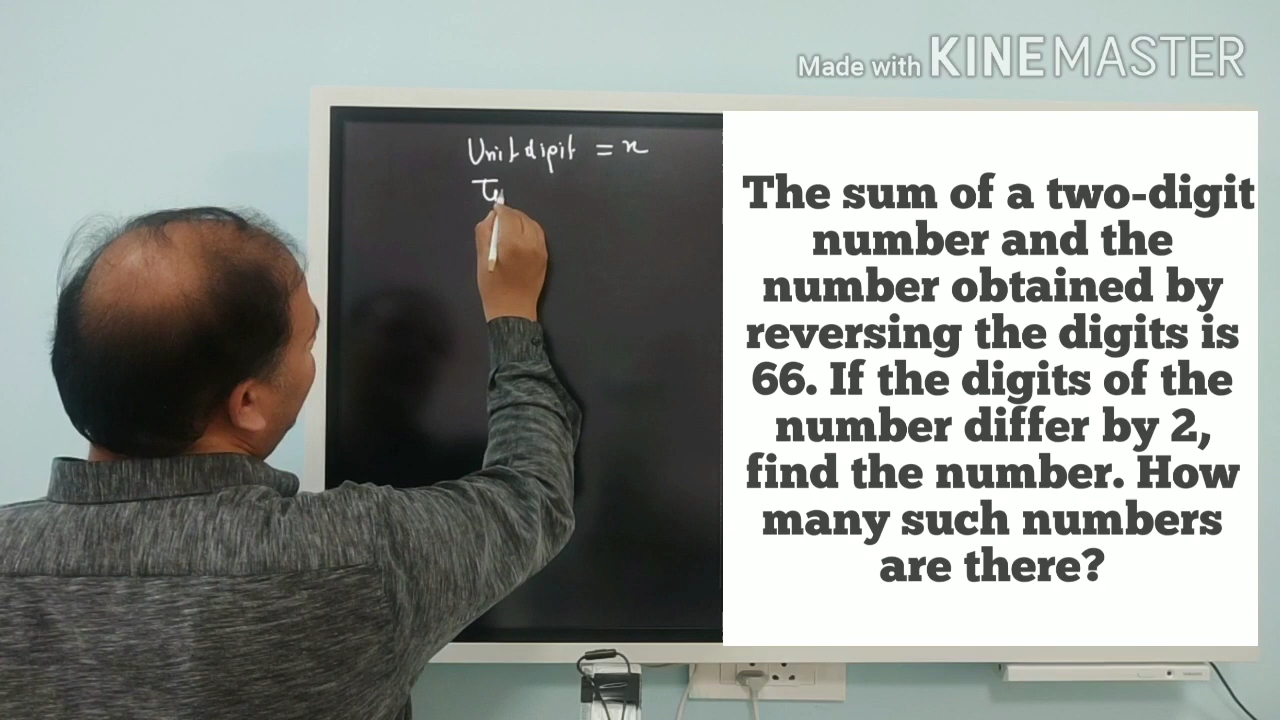 Made with KINEMASTER
Unit digit = x
The sum of a two-digit
number and the
number obtained by
reversing the digits is
66. If the digits of the
number differ by 2,
find the number. How
many such numbers
are there?